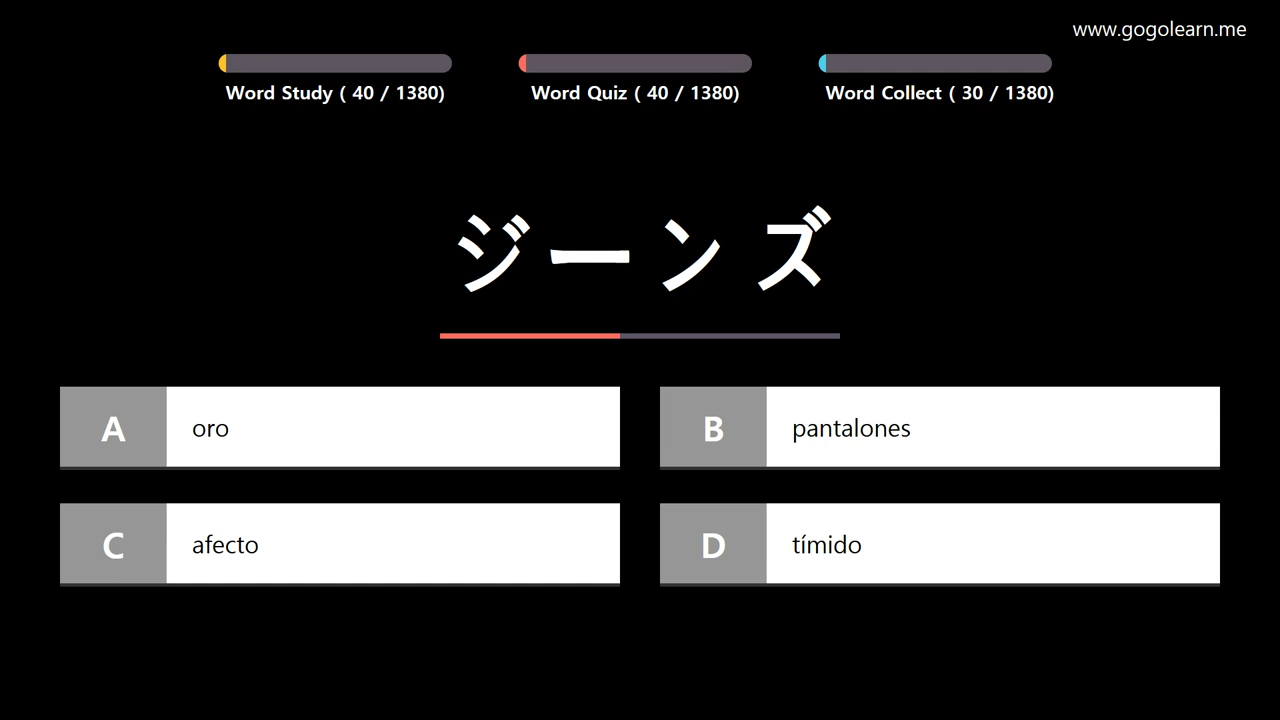 www.gogolearn.me
Word Study ( 40 / 1380)
Word Quiz ( 40 / 1380)
Word Collect ( 30 / 1380)
ジーンズ
A oro
B pantalones
C afecto
D tímido